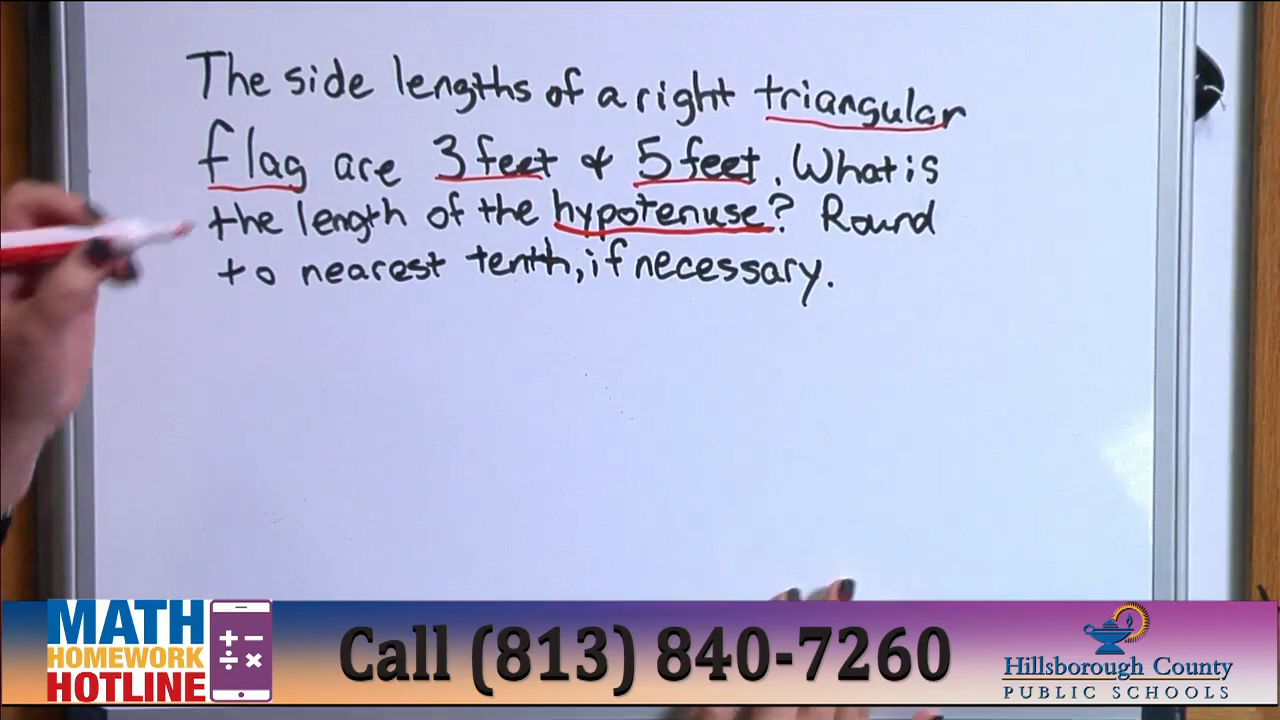 The side lengths of a right triangular
flag are 3 feet & 5 feet. What is
the length of the hypotenuse? Round
to nearest tenth, if necessary.
MATH
HOMEWORK
HOTLINE
+ −
÷ ×
Call (813) 840-7260
Hillsborough County
PUBLIC SCHOOLS